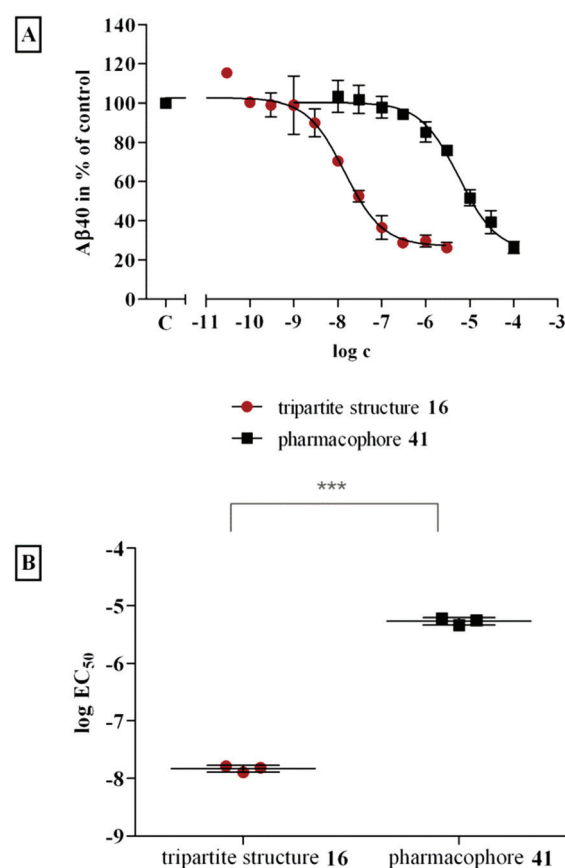 A
140
120
100
80
60
40
20
0
Aβ40 in % of control
C -11 -10 -9 -8 -7 -6 -5 -4 -3
log c
tripartite structure 16
pharmacophore 41
***
B
-4
-5
-6
-7
-8
-9
log EC50
tripartite structure 16 pharmacophore 41